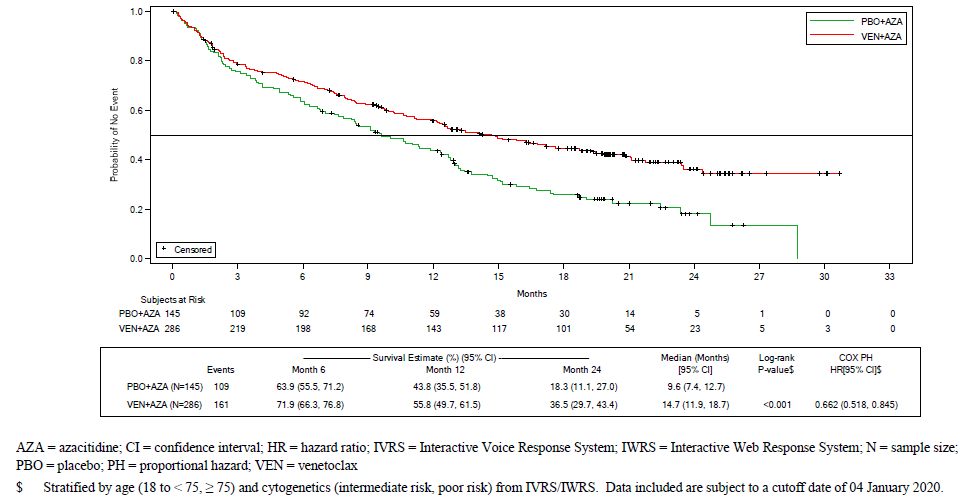 1.0
0.8
0.6
0.4
0.2
0.0
Probability of No Event
PBO+AZA
VEN+AZA
+ Censored
0 3 6 9 12 15 18 21 24 27 30 33
Months
Subjects at Risk
PBO+AZA 145 109 92 74 59 38 30 14 5 1 0 0
VEN+AZA 286 219 198 168 143 117 101 54 23 5 3 0
Survival Estimate (%) (95% CI) Median (Months) Log-rank COX PH
Events Month 6 Month 12 Month 24 [95% CI] P-value$ HR[95% CI]$
PBO+AZA (N=145) 109 63.9 (55.5, 71.2) 43.8 (35.5, 51.8) 18.3 (11.1, 27.0) 9.6 (7.4, 12.7)
VEN+AZA (N=286) 161 71.9 (66.3, 76.8) 55.8 (49.7, 61.5) 36.5 (29.7, 43.4) 14.7 (11.9, 18.7) <0.001 0.662 (0.518, 0.845)
AZA = azacitidine; CI = confidence interval; HR = hazard ratio; IVRS = Interactive Voice Response System; IWRS = Interactive Web Response System; N = sample size;
PBO = placebo; PH = proportional hazard; VEN = venetoclax
$ Stratified by age (18 to < 75, ≥ 75) and cytogenetics (intermediate risk, poor risk) from IVRS/IWRS. Data included are subject to a cutoff date of 04 January 2020.